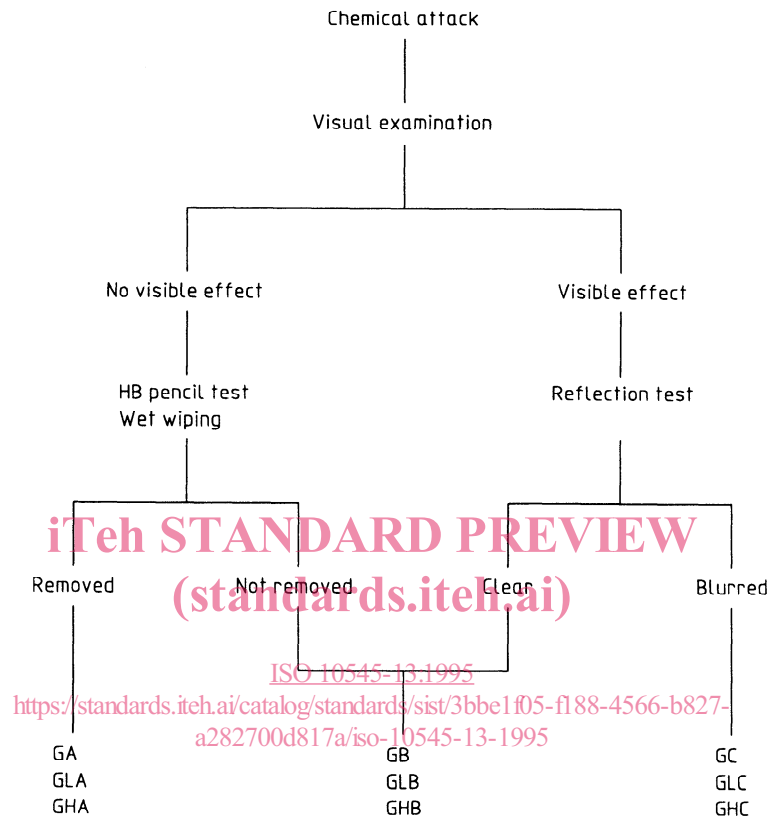 Chemical attack
Visual examination
No visible effect
Visible effect
HB pencil test
Wet wiping
Reflection test
iTeh STANDARD PREVIEW
(standards.iteh.ai)
Removed
Not removed
Clear
Blurred
ISO 10545-13:1995
https://standards.iteh.ai/catalog/standards/sist/3bbe1f05-f188-4566-b827-
a282700d817a/iso-10545-13-1995
GA
GLA
GHA
GB
GLB
GHB
GC
GLC
GHC